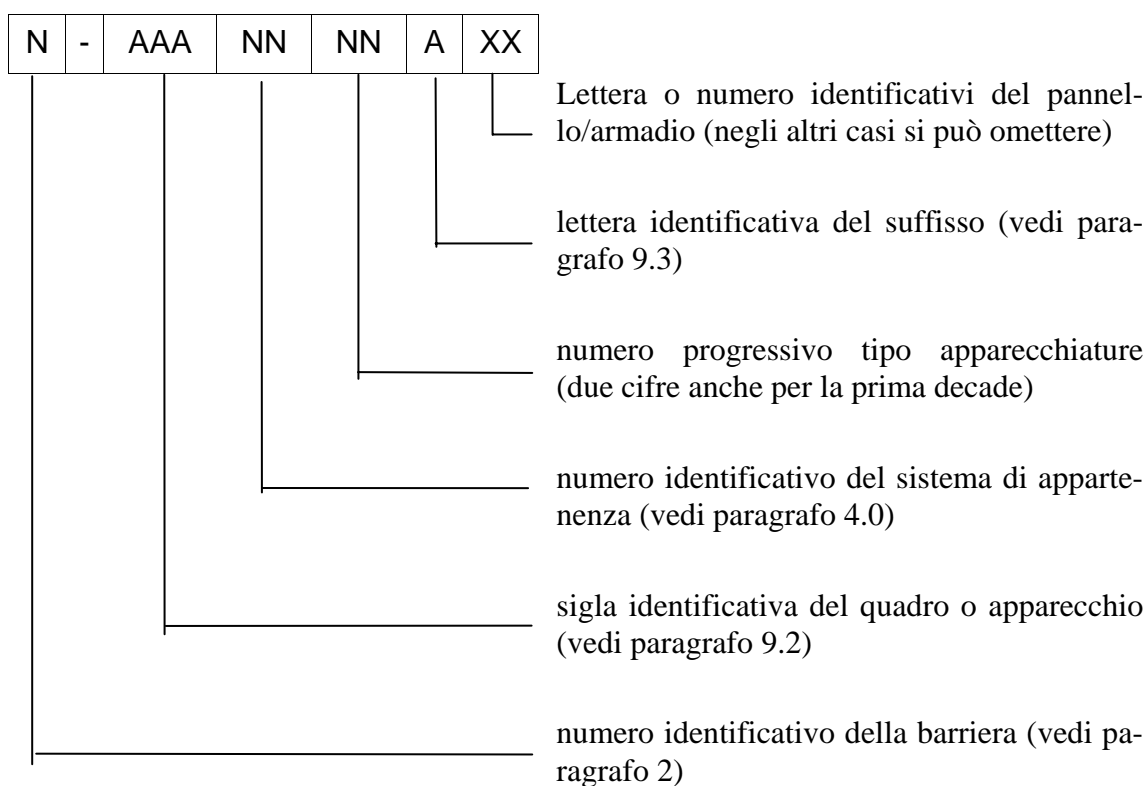 N - AAA NN NN A XX
Lettera o numero identificativi del pannel-
lo/armadio (negli altri casi si può omettere)
lettera identificativa del suffisso (vedi para-
grafo 9.3)
numero progressivo tipo apparecchiature
(due cifre anche per la prima decade)
numero identificativo del sistema di apparte-
nenza (vedi paragrafo 4.0)
sigla identificativa del quadro o apparecchio
(vedi paragrafo 9.2)
numero identificativo della barriera (vedi pa-
ragrafo 2)